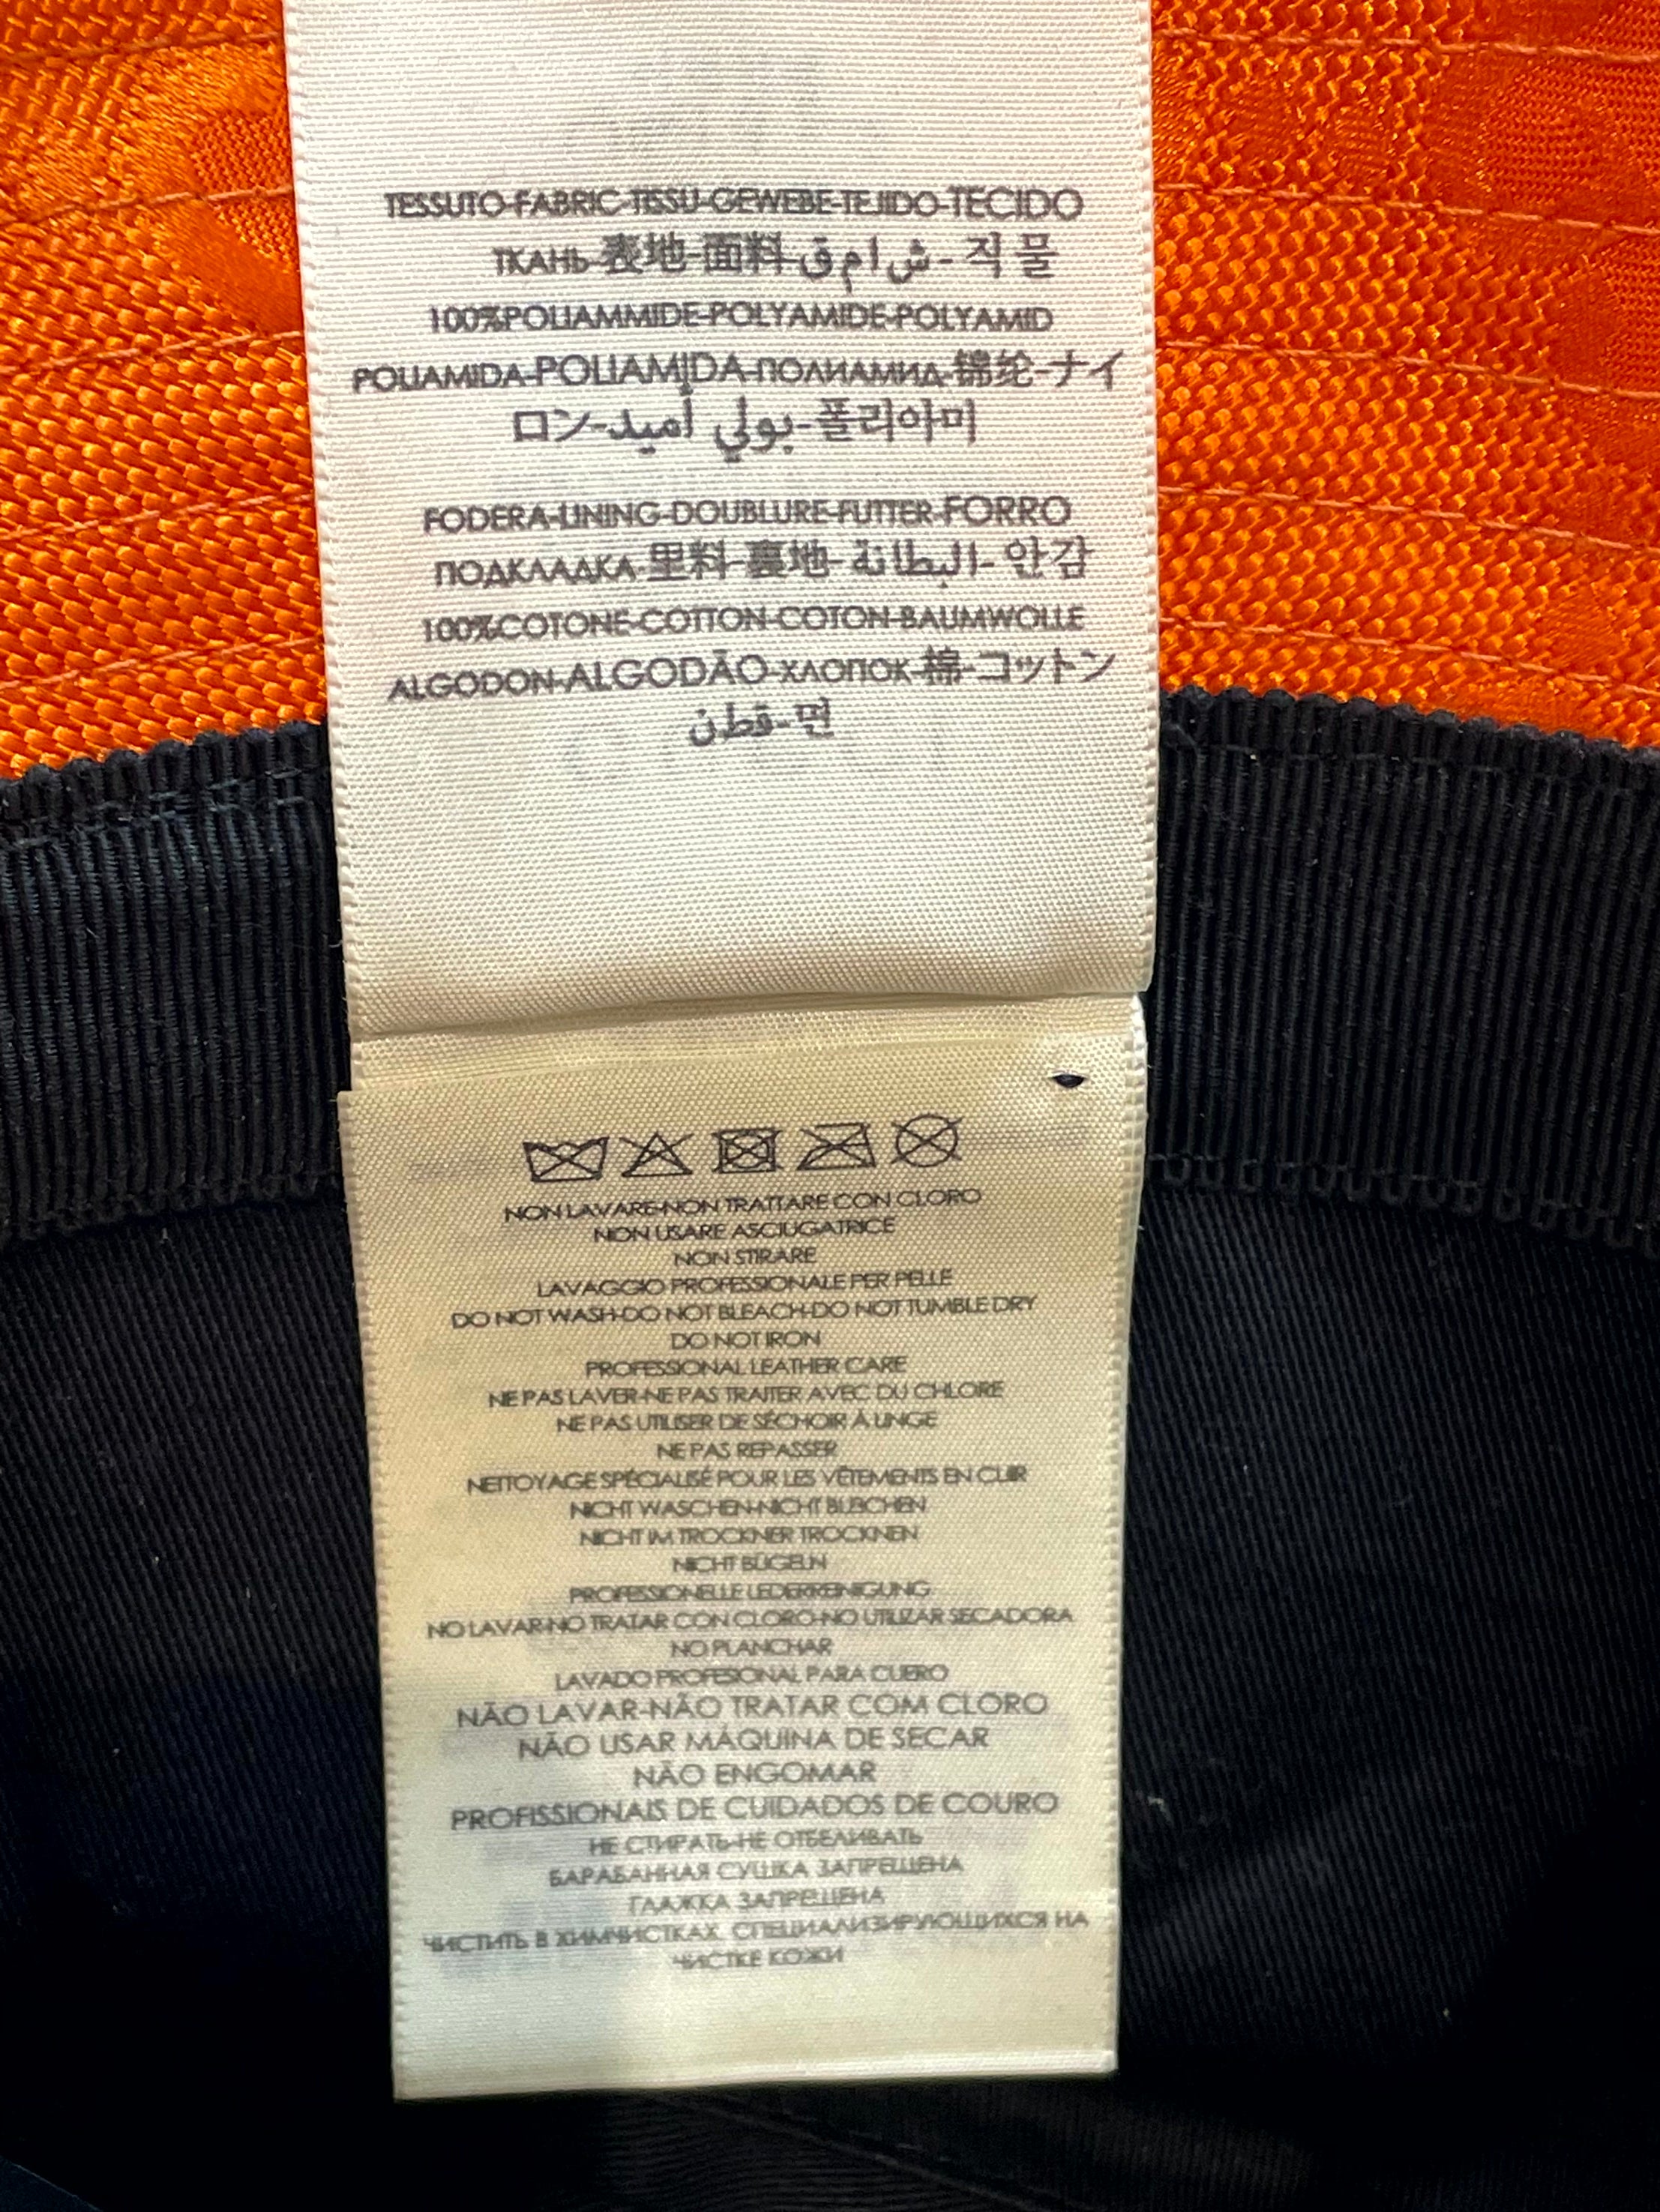 TESSUTO-FABRIC-TISSU-GEWEBE-TEJIDO-TECIDO
ТКАНЬ-表地-面料-ق م ا ش-직물
100%POLIAMMIDE-POLYAMIDE-POLYAMID
POLIAMIDA-POLIAMIDA-ПОЛИАМИД-锦纶-ナイ
ロン-بولي أميد-폴리아미
FODERA-LINING-DOUBLURE-FUTTER-FORRO
ПОДКЛАДКА-里料-裏地-البطانة-안감
100%COTONE-COTTON-COTON-BAUMWOLLE
ALGODON-ALGODÃO-ХЛОПОК-棉-コットン
قطن-면
NON LAVARE-NON TRATTARE CON CLORO
NON USARE ASCIUGATRICE
NON STIRARE
LAVAGGIO PROFESSIONALE PER PELLE
DO NOT WASH-DO NOT BLEACH-DO NOT TUMBLE DRY
DO NOT IRON
PROFESSIONAL LEATHER CARE
NE PAS LAVER-NE PAS TRAITER AVEC DU CHLORE
NE PAS UTILISER DE SÉCHOIR À LINGE
NE PAS REPASSER
NETTOYAGE SPÉCIALISÉ POUR LES VÊTEMENTS EN CUIR
NICHT WASCHEN-NICHT BLEICHEN
NICHT IM TROCKNER TROCKNEN
NICHT BÜGELN
PROFESSIONELLE LEDERREINIGUNG
NO LAVAR-NO TRATAR CON CLORO-NO UTILIZAR SECADORA
NO PLANCHAR
LAVADO PROFESIONAL PARA CUERO
NÃO LAVAR-NÃO TRATAR COM CLORO
NÃO USAR MÁQUINA DE SECAR
NÃO ENGOMAR
PROFISSIONAIS DE CUIDADOS DE COURO
НЕ СТИРАТЬ-НЕ ОТБЕЛИВАТЬ
БАРАБАННАЯ СУШКА ЗАПРЕЩЕНА
ГЛАЖКА ЗАПРЕЩЕНА
ЧИСТИТЬ В ХИМЧИСТКАХ, СПЕЦИАЛИЗИРУЮЩИХСЯ НА
ЧИСТКЕ КОЖИ